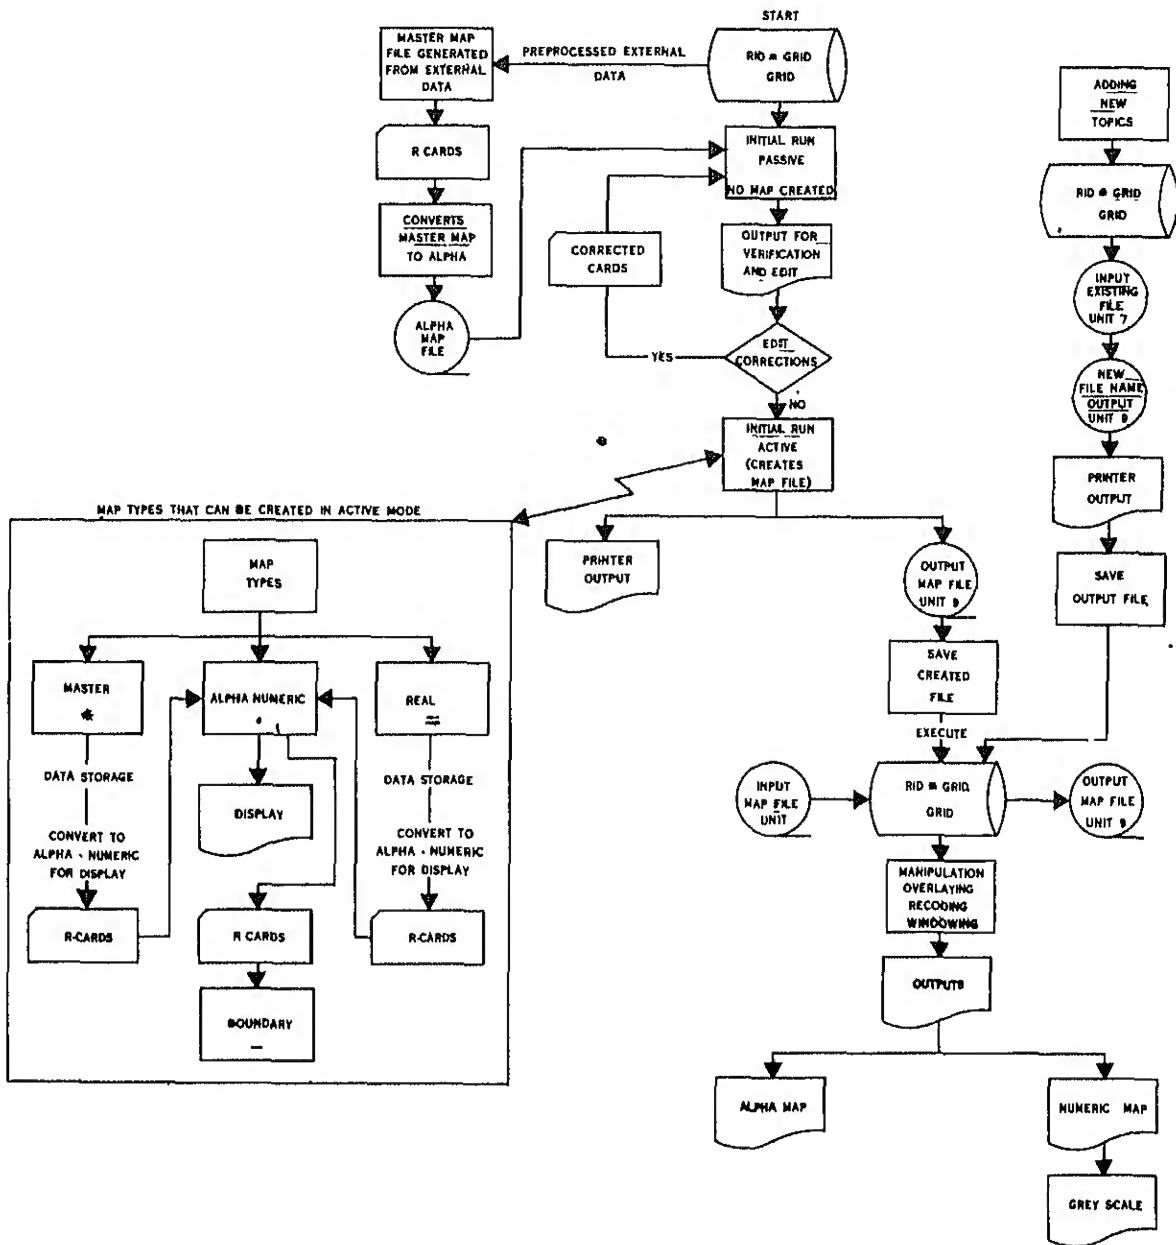 START
MASTER MAP
FILE GENERATED
FROM EXTERNAL
DATA
PREPROCESSED EXTERNAL
DATA
RID = GRID
GRID
R CARDS
CONVERTS
MASTER MAP
TO ALPHA
ALPHA
MAP
FILE
INITIAL RUN
PASSIVE
NO MAP CREATED
CORRECTED
CARDS
OUTPUT FOR
VERIFICATION
AND EDIT
YES
EDIT
CORRECTIONS
NO
INITIAL RUN
ACTIVE
(CREATES
MAP FILE)
ADDING
NEW
TOPICS
RID = GRID
GRID
INPUT
EXISTING
FILE
UNIT 7
NEW
FILE NAME
OUTPUT
UNIT 9
PRINTER
OUTPUT
SAVE
OUTPUT FILE
MAP TYPES THAT CAN BE CREATED IN ACTIVE MODE
MAP
TYPES
MASTER
*
ALPHA NUMERIC
REAL
DATA STORAGE
CONVERT TO
ALPHA - NUMERIC
FOR DISPLAY
R-CARDS
DISPLAY
R CARDS
BOUNDARY
DATA STORAGE
CONVERT TO
ALPHA - NUMERIC
FOR DISPLAY
R-CARDS
PRINTER
OUTPUT
OUTPUT
MAP FILE
UNIT 9
SAVE
CREATED
FILE
EXECUTE
INPUT
MAP FILE
UNIT
RID = GRID
GRID
OUTPUT
MAP FILE
UNIT 9
MANIPULATION
OVERLAYING
RECODING
WINDOWING
OUTPUTS
ALPHA MAP
NUMERIC MAP
GREY SCALE